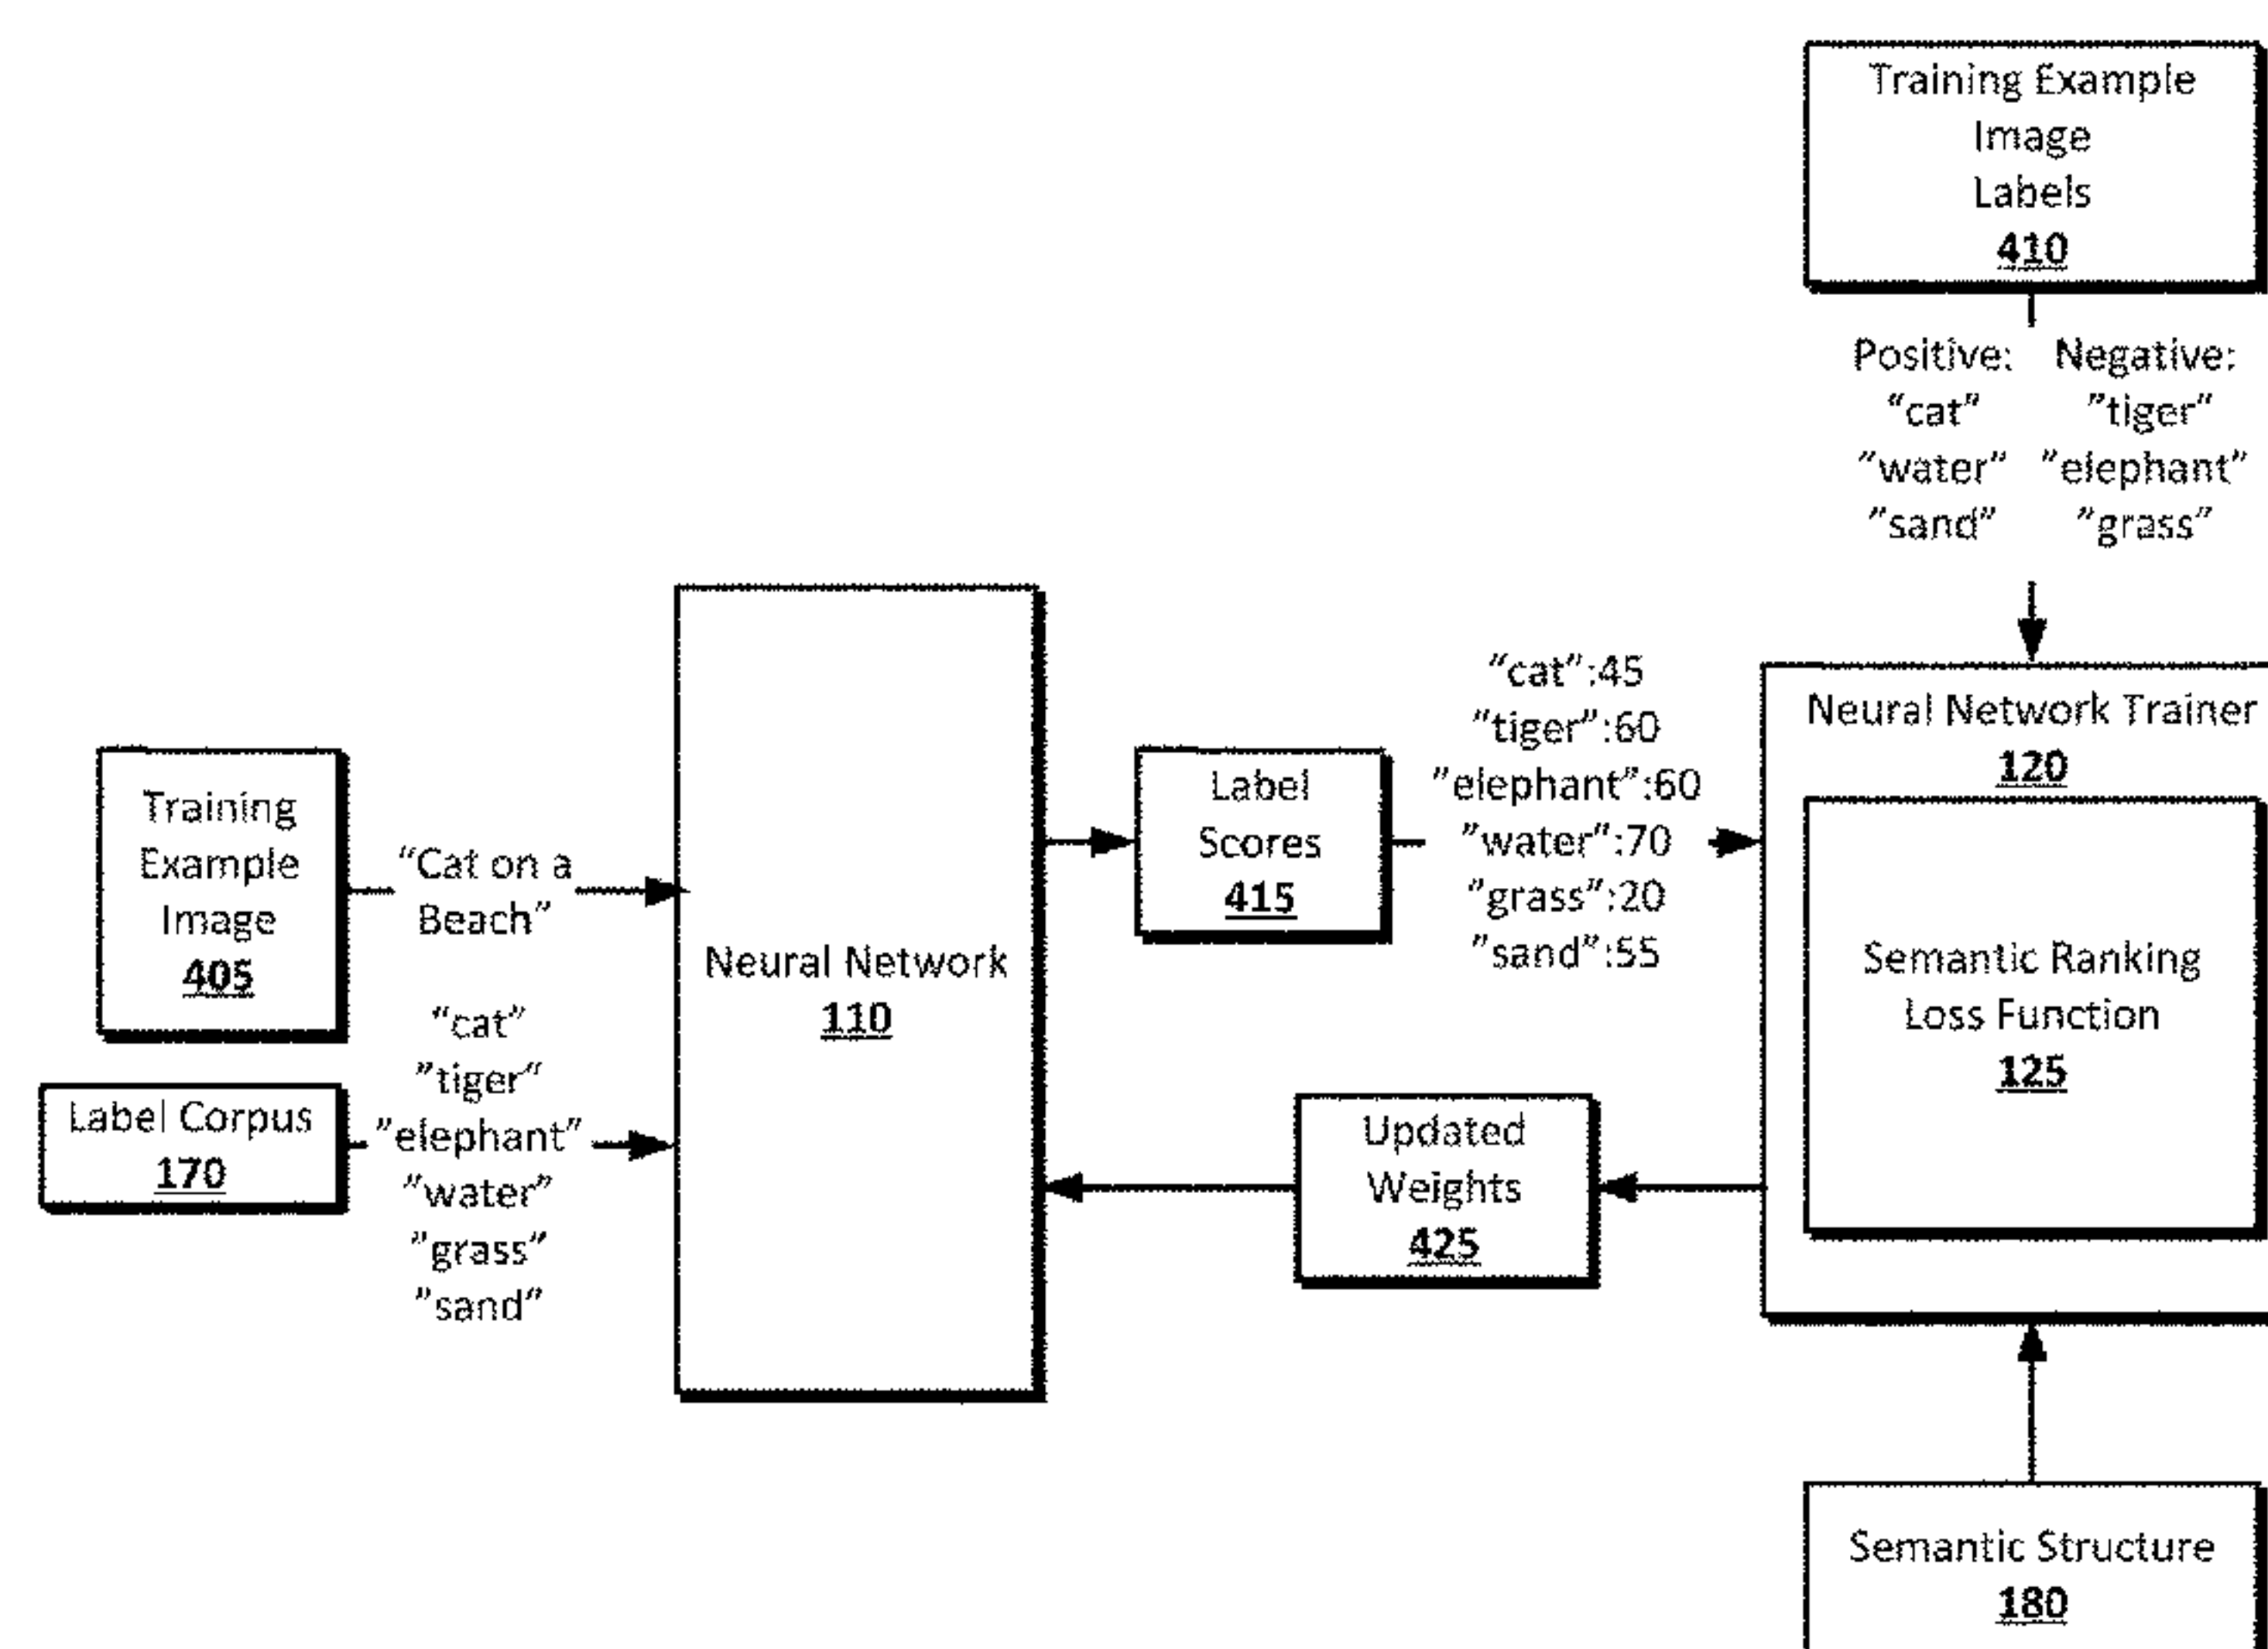 Training Example
Image
Labels
410
Positive: Negative:
“cat” ”tiger“
”water” ”elephant”
”sand” ”grass”
Training
Example
Image
405
“Cat on a
Beach”
Label Corpus
170
“cat”
”tiger”
”elephant”
”water”
”grass”
”sand”
Neural Network
110
Label
Scores
415
“cat”:45
”tiger”:60
”elephant”:60
”water”:70
”grass”:20
”sand”:55
Neural Network Trainer
120
Semantic Ranking
Loss Function
125
Updated
Weights
425
Semantic Structure
180